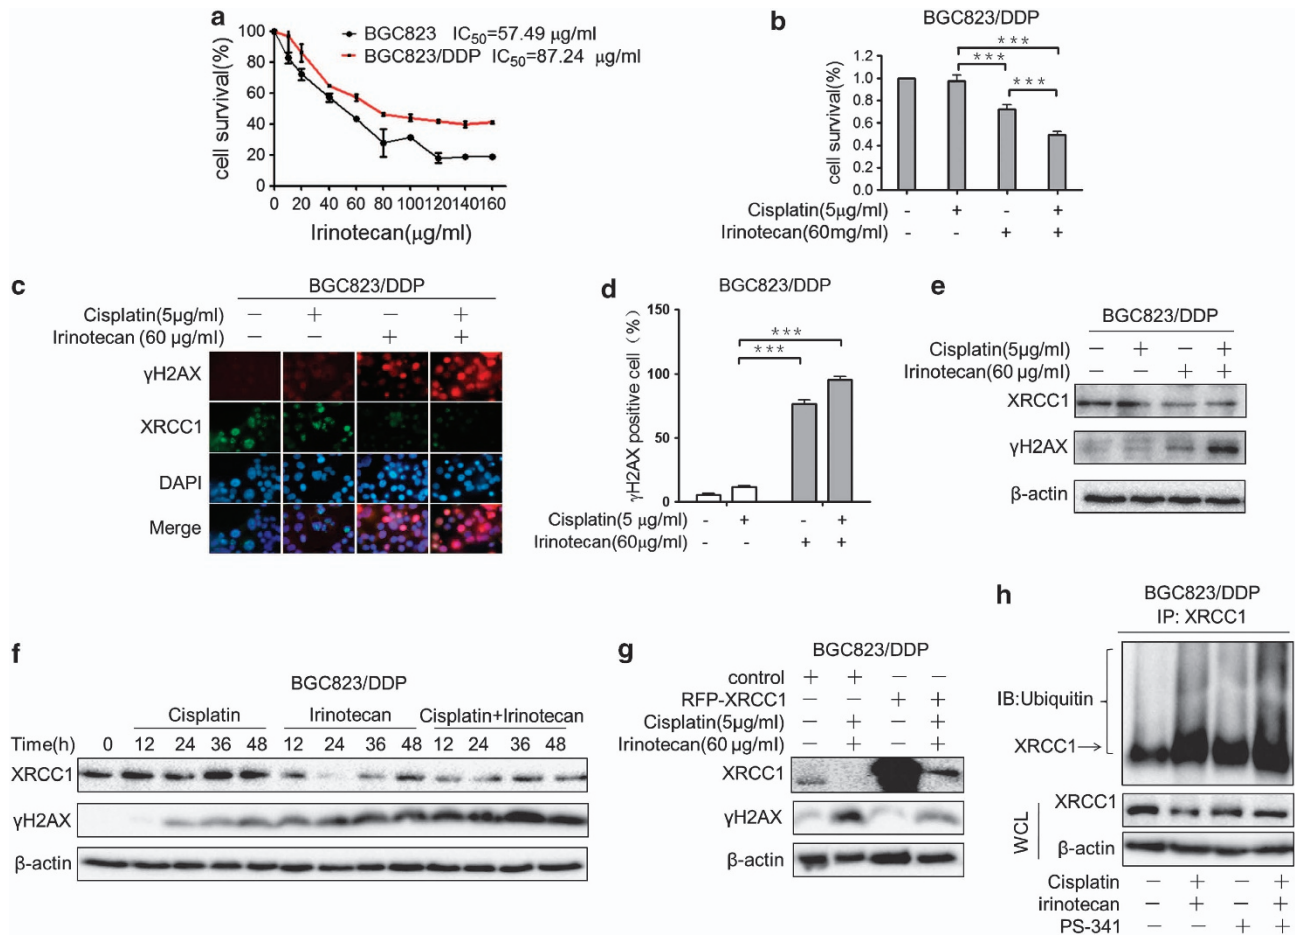 a
100
80
60
40
20
0
cell survival(%)
BGC823 IC50=57.49 μg/ml
BGC823/DDP IC50=87.24 μg/ml
0 20 40 60 80 100 120 140 160
Irinotecan(μg/ml)
b
BGC823/DDP
1.2
1.0
0.8
0.6
0.4
0.2
0.0
cell survival(%)
***
***
***
Cisplatin(5μg/ml) - + - +
Irinotecan(60mg/ml) - - + +
c
BGC823/DDP
Cisplatin(5μg/ml) − + − +
Irinotecan (60 μg/ml) − − + +
γH2AX
XRCC1
DAPI
Merge
d
BGC823/DDP
150
100
50
0
γH2AX positive cell (%)
***
***
Cisplatin(5 μg/ml) - + - +
Irinotecan(60μg/ml) - - + +
e
BGC823/DDP
Cisplatin(5μg/ml) − + − +
Irinotecan(60 μg/ml) − − + +
XRCC1
γH2AX
β-actin
f
BGC823/DDP
Cisplatin Irinotecan Cisplatin+Irinotecan
Time(h) 0 12 24 36 48 12 24 36 48 12 24 36 48
XRCC1
γH2AX
β-actin
g
BGC823/DDP
control + + − −
RFP-XRCC1 − − + +
Cisplatin(5μg/ml) − + − +
Irinotecan(60 μg/ml) − + − +
XRCC1
γH2AX
β-actin
h
BGC823/DDP
IP: XRCC1
IB:Ubiquitin
XRCC1→
XRCC1
WCL
β-actin
Cisplatin − + − +
irinotecan − + − +
PS-341 − − + +